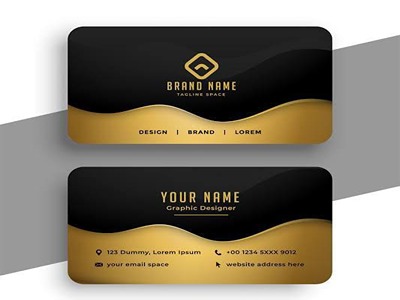 BRAND NAME
TAGLINE SPACE
DESIGN | BRAND | LOREM
YOUR NAME
Graphic Designer
123 Dummy, Lorem Ipsum
+00 1234 5XXX 9012
your email space here
website address here